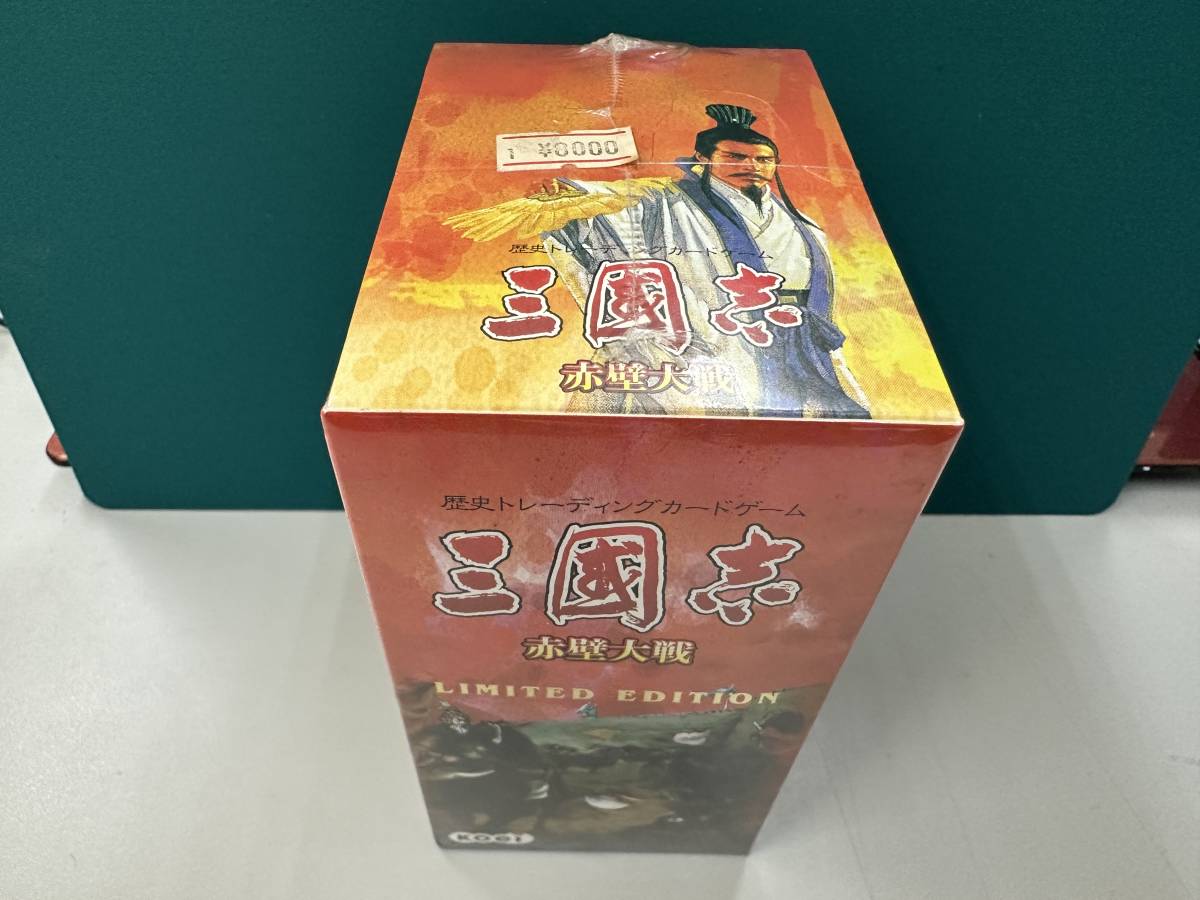 ¥8000
歴史トレーディングカードゲーム
三國志
赤壁大戦
歴史トレーディングカードゲーム
三國志
赤壁大戦
LIMITED EDITION
KOEI